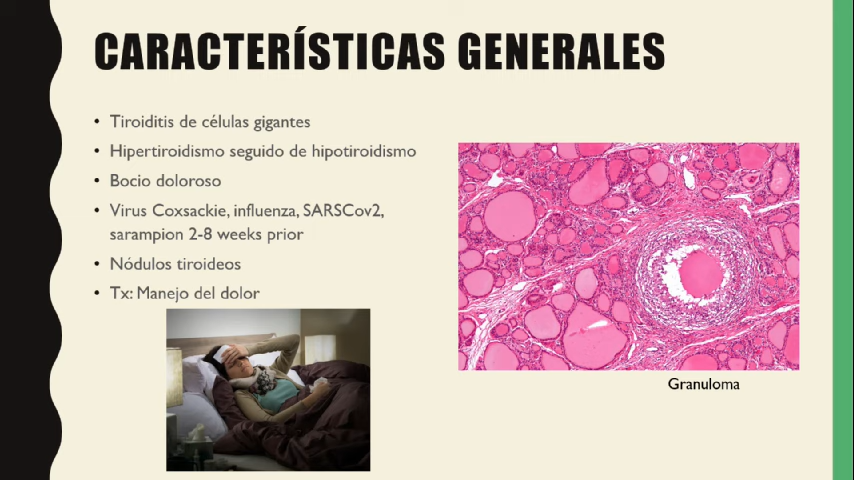 CARACTERÍSTICAS GENERALES
• Tiroiditis de células gigantes
• Hipertiroidismo seguido de hipotiroidismo
• Bocio doloroso
• Virus Coxsackie, influenza, SARSCov2,
sarampion 2-8 weeks prior
• Nódulos tiroideos
• Tx: Manejo del dolor
Granuloma